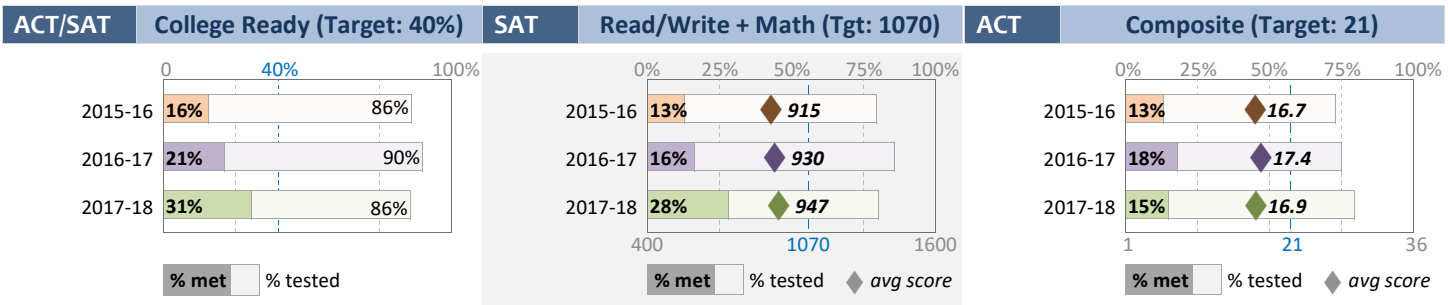 ACT/SAT College Ready (Target: 40%)
0 40% 100%
2015-16 16% 86%
2016-17 21% 90%
2017-18 31% 86%
% met % tested
SAT Read/Write + Math (Tgt: 1070)
0% 25% 50% 75% 100%
2015-16 13% 915
2016-17 16% 930
2017-18 28% 947
400 1070 1600
% met % tested avg score
ACT Composite (Target: 21)
0% 25% 50% 75% 100%
2015-16 13% 16.7
2016-17 18% 17.4
2017-18 15% 16.9
1 21 36
% met % tested avg score